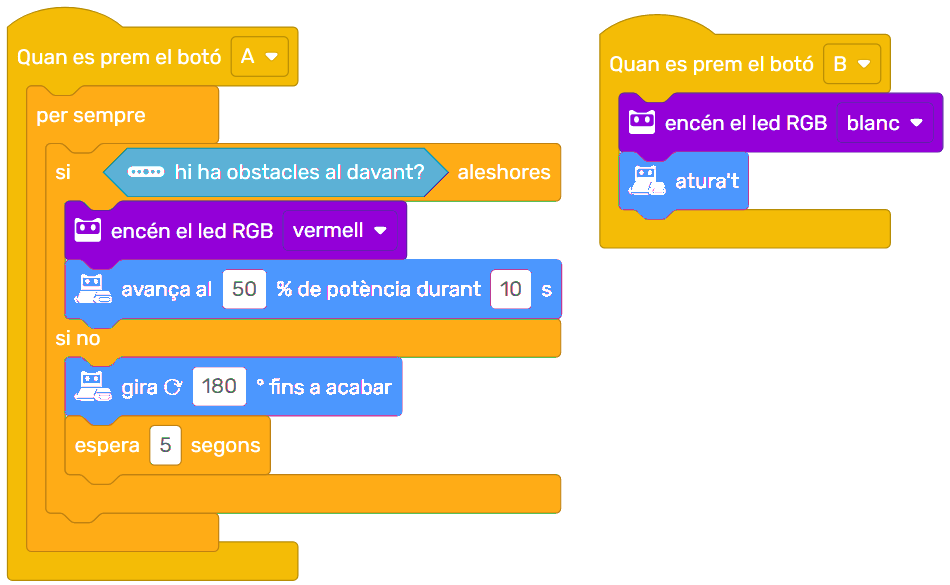 Quan es prem el botó A
per sempre
si hi ha obstacles al davant? aleshores
encén el led RGB vermell
avança al 50 % de potència durant 10 s
si no
gira 180 ° fins a acabar
espera 5 segons
Quan es prem el botó B
encén el led RGB blanc
atura't